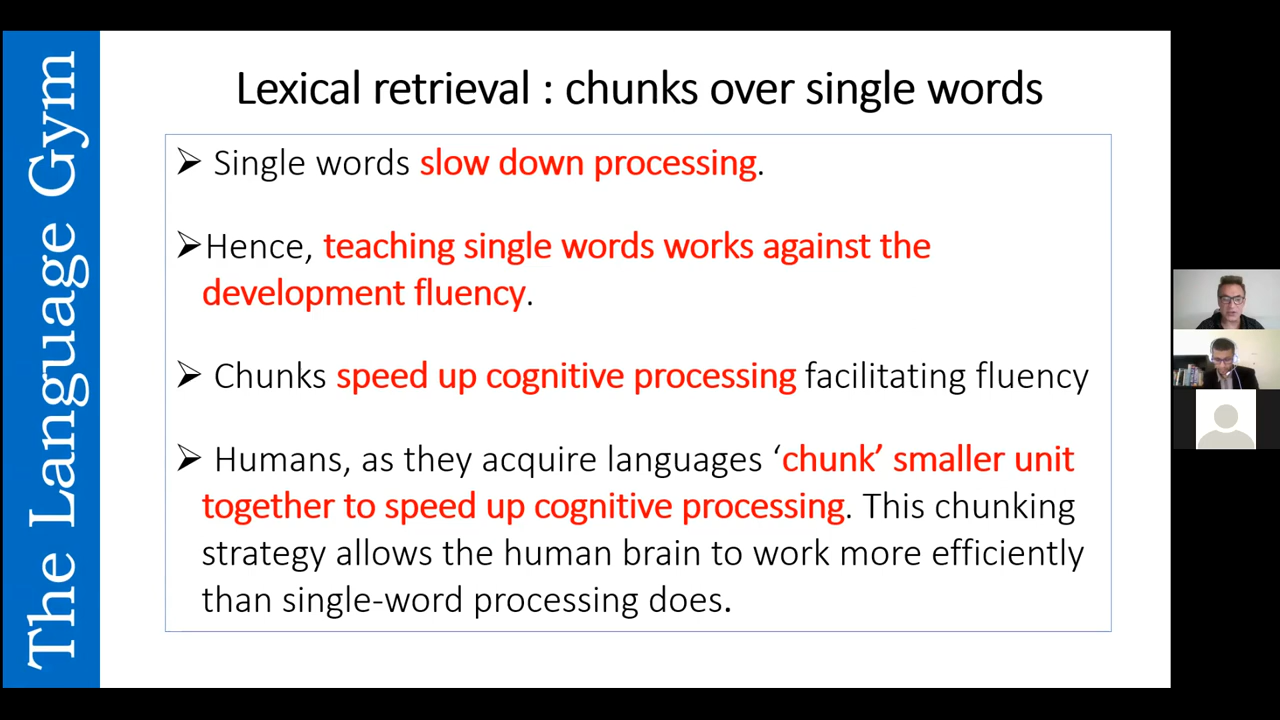 The Language Gym
Lexical retrieval : chunks over single words
➢ Single words slow down processing.
➢Hence, teaching single words works against the
development fluency.
➢ Chunks speed up cognitive processing facilitating fluency
➢ Humans, as they acquire languages ‘chunk’ smaller unit
together to speed up cognitive processing. This chunking
strategy allows the human brain to work more efficiently
than single-word processing does.